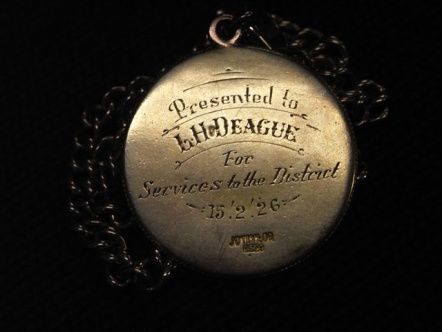 Presented to
L.H. DEAGUE
For
Services to the District
15.'2.'26